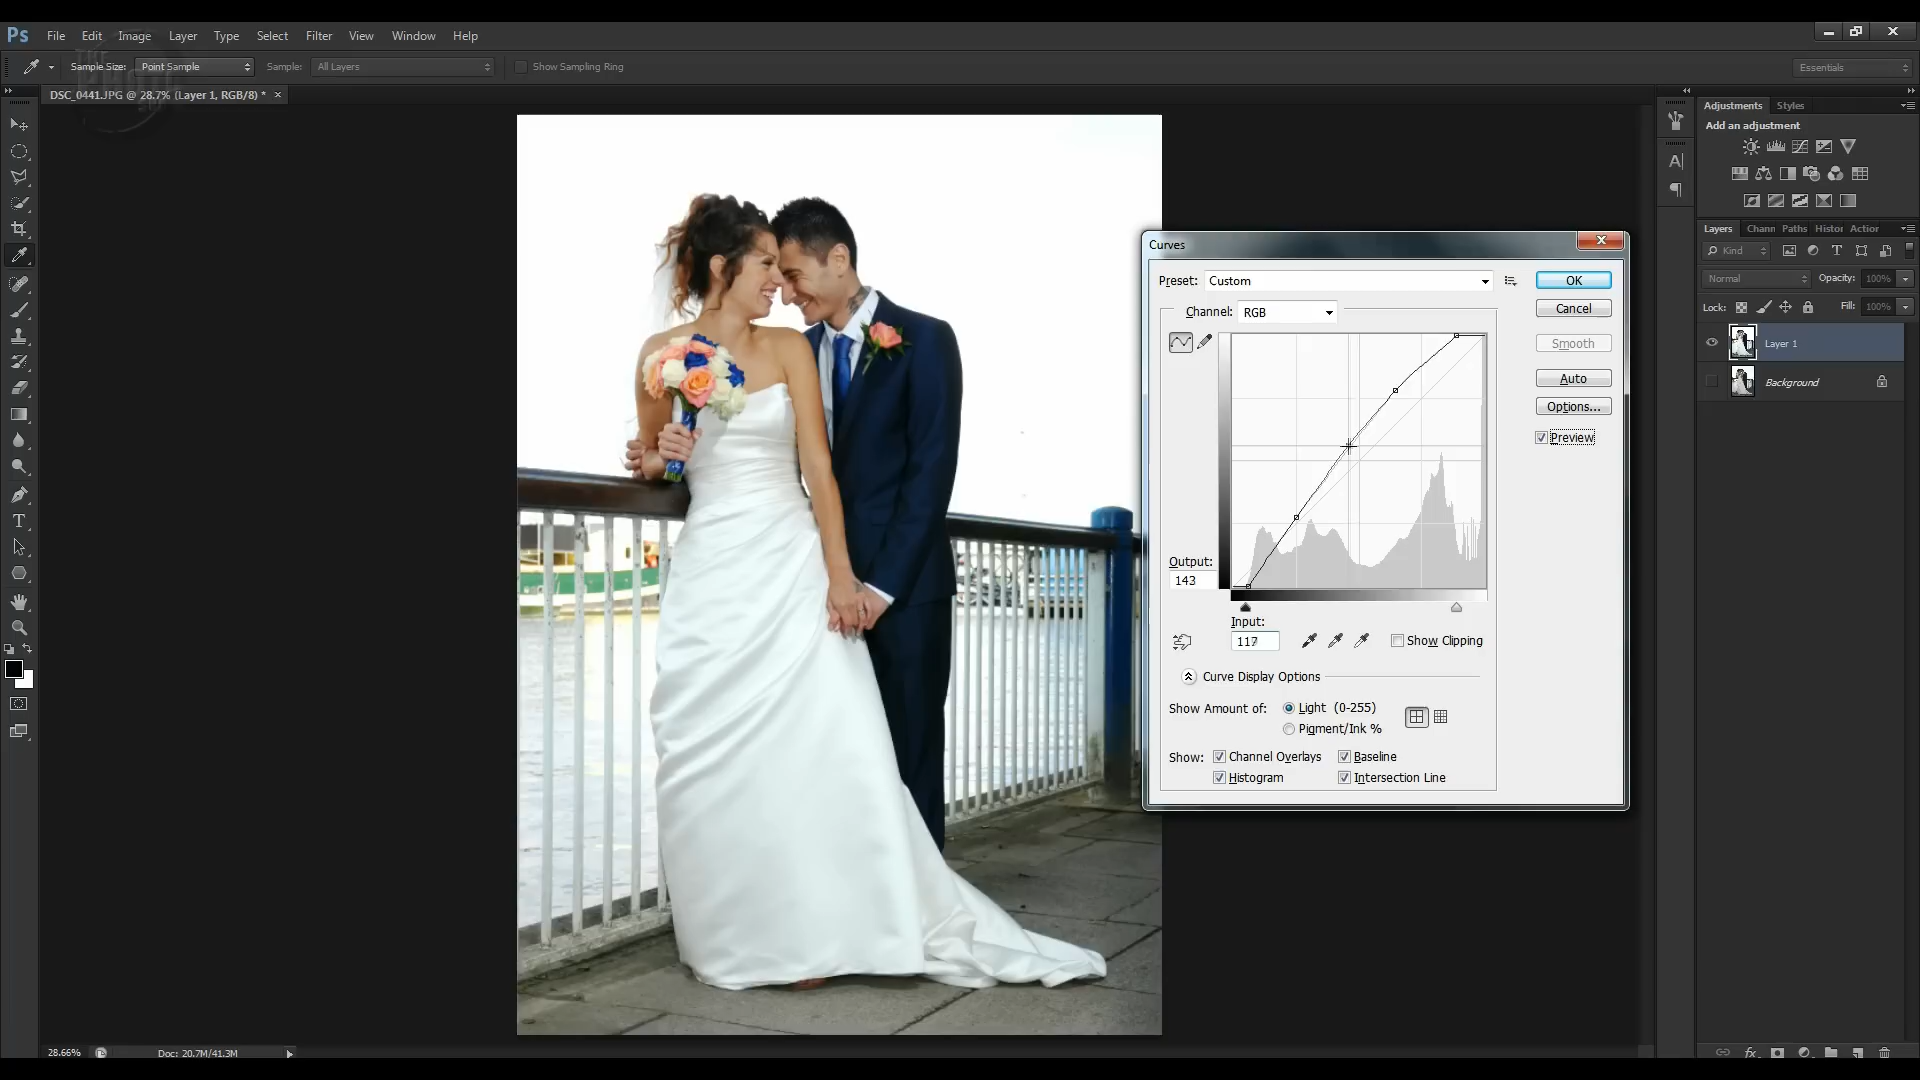 Ps File Edit Image Layer Type Select Filter View Window Help
Sample Size: Point Sample Sample: All Layers Show Sampling Ring Essentials
DSC_0441.JPG @ 28.7% (Layer 1, RGB/8) * ×
Adjustments Styles
Add an adjustment
Layers Chann Paths Histor Action
Kind
Normal Opacity: 100%
Lock: Fill: 100%
Layer 1
Background
Curves
Preset: Custom OK
Channel: RGB Cancel
Smooth
Auto
Options...
Preview
Output:
143
Input:
117
Show Clipping
Curve Display Options
Show Amount of: Light (0-255)
Pigment/Ink %
Show: Channel Overlays Baseline
Histogram Intersection Line
28.66% Doc: 20.7M/41.3M